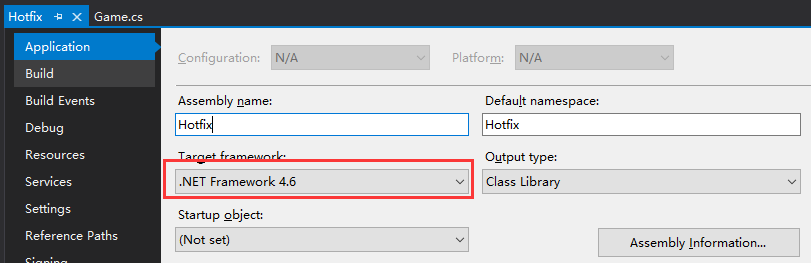 Hotfix Game.cs
Application
Configuration: N/A Platform: N/A
Build
Build Events
Assembly name: Default namespace:
Debug
Hotfix Hotfix
Resources
Target framework: Output type:
Services
.NET Framework 4.6 Class Library
Settings
Startup object:
Reference Paths
(Not set) Assembly Information...
Signing